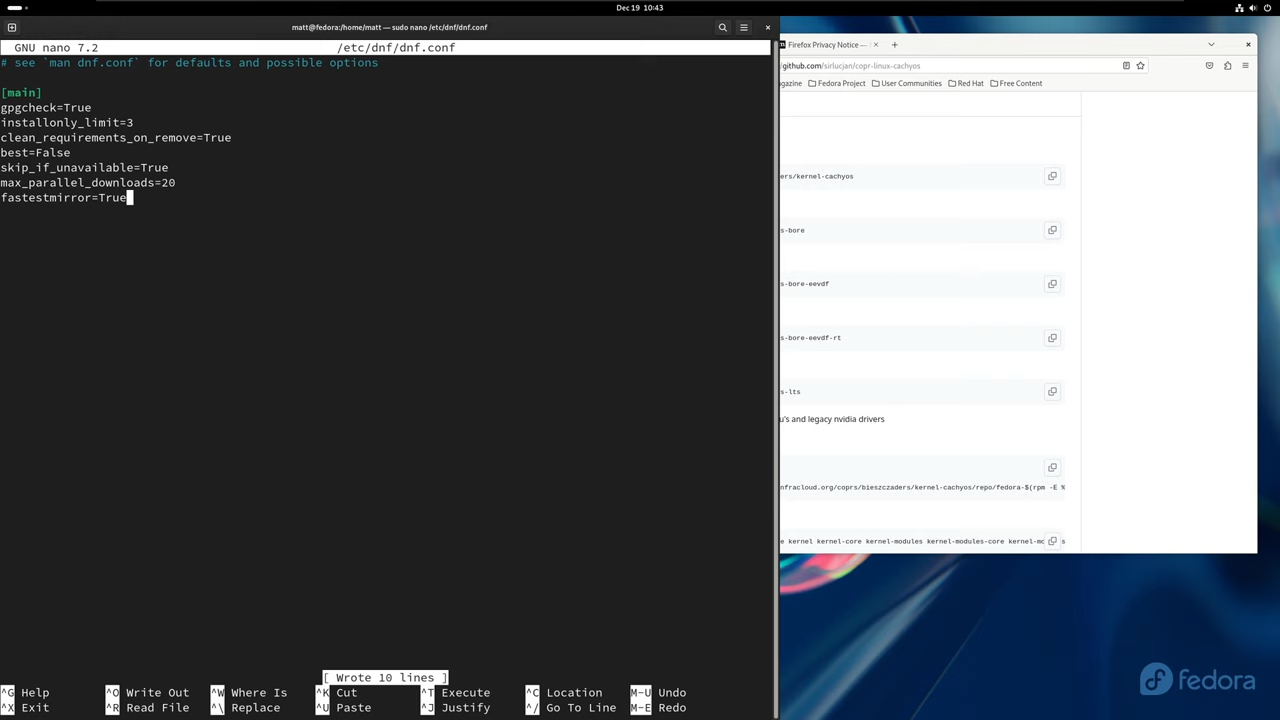 Dec 19 10:43
matt@fedora:/home/matt — sudo nano /etc/dnf/dnf.conf
GNU nano 7.2 /etc/dnf/dnf.conf
# see `man dnf.conf` for defaults and possible options
[main]
gpgcheck=True
installonly_limit=3
clean_requirements_on_remove=True
best=False
skip_if_unavailable=True
max_parallel_downloads=20
fastestmirror=True
[ Wrote 10 lines ]
^G Help ^O Write Out ^W Where Is ^K Cut ^T Execute ^C Location M-U Undo
^X Exit ^R Read File ^\ Replace ^U Paste ^J Justify ^/ Go To Line M-E Redo
Firefox Privacy Notice —
/github.com/sirlucjan/copr-linux-cachyos
agazine Fedora Project User Communities Red Hat Free Content
ers/kernel-cachyos
s-bore
s-bore-eevdf
s-bore-eevdf-rt
s-lts
u's and legacy nvidia drivers
nfracloud.org/coprs/bieszczaders/kernel-cachyos/repo/fedora-$(rpm -E %
e kernel kernel-core kernel-modules kernel-modules-core kernel-mo
fedora